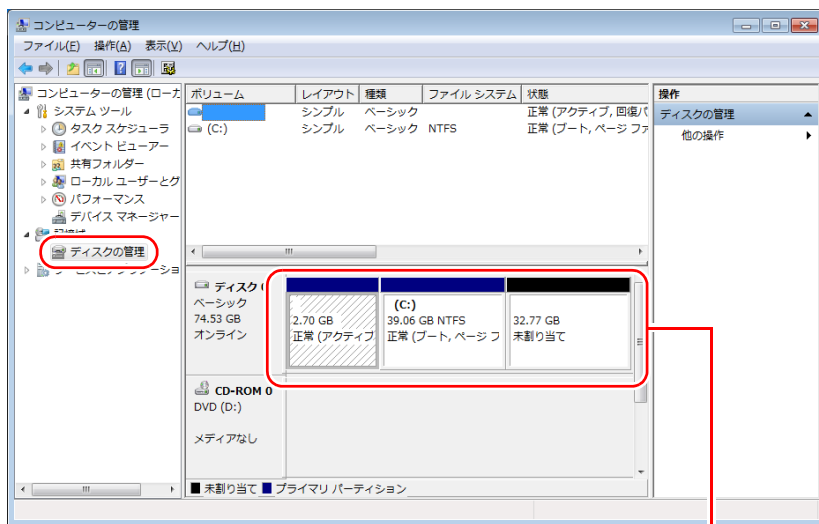 コンピューターの管理
ファイル(F) 操作(A) 表示(V) ヘルプ(H)
コンピューターの管理 (ローカ
システム ツール
タスク スケジューラ
イベント ビューアー
共有フォルダー
ローカル ユーザーとグ
パフォーマンス
デバイス マネージャー
ディスクの管理
ボリューム レイアウト 種類 ファイル システム 状態
シンプル ベーシック 正常 (アクティブ, 回復パ
(C:) シンプル ベーシック NTFS 正常 (ブート, ページ ファ
操作
ディスクの管理
他の操作
ディスク
ベーシック
74.53 GB
オンライン
2.70 GB
正常 (アクティブ
(C:)
39.06 GB NTFS
正常 (ブート, ページ フ
32.77 GB
未割り当て
CD-ROM 0
DVD (D:)
メディアなし
未割り当て プライマリ パーティション